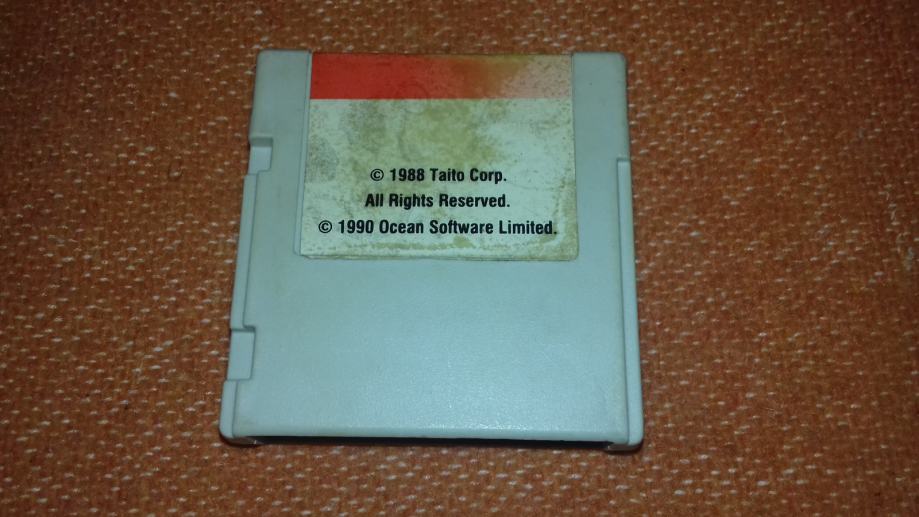 © 1988 Taito Corp.
All Rights Reserved.
© 1990 Ocean Software Limited.